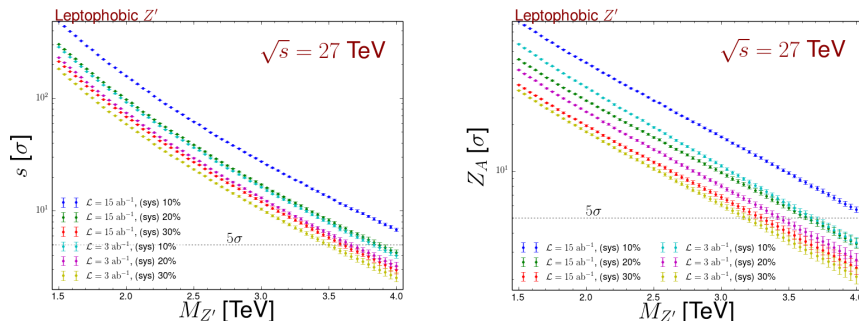 Leptophobic Z′
√s = 27 TeV
s [σ]
10²
10¹
ℒ = 15 ab⁻¹, (sys) 10%
ℒ = 15 ab⁻¹, (sys) 20%
ℒ = 15 ab⁻¹, (sys) 30%
ℒ = 3 ab⁻¹, (sys) 10%
ℒ = 3 ab⁻¹, (sys) 20%
ℒ = 3 ab⁻¹, (sys) 30%
5σ
1.5 2.0 2.5 3.0 3.5 4.0
M_Z′ [TeV]
Leptophobic Z′
√s = 27 TeV
Z_A [σ]
10¹
5σ
ℒ = 15 ab⁻¹, (sys) 10% ℒ = 3 ab⁻¹, (sys) 10%
ℒ = 15 ab⁻¹, (sys) 20% ℒ = 3 ab⁻¹, (sys) 20%
ℒ = 15 ab⁻¹, (sys) 30% ℒ = 3 ab⁻¹, (sys) 30%
1.5 2.0 2.5 3.0 3.5 4.0
M_Z′ [TeV]